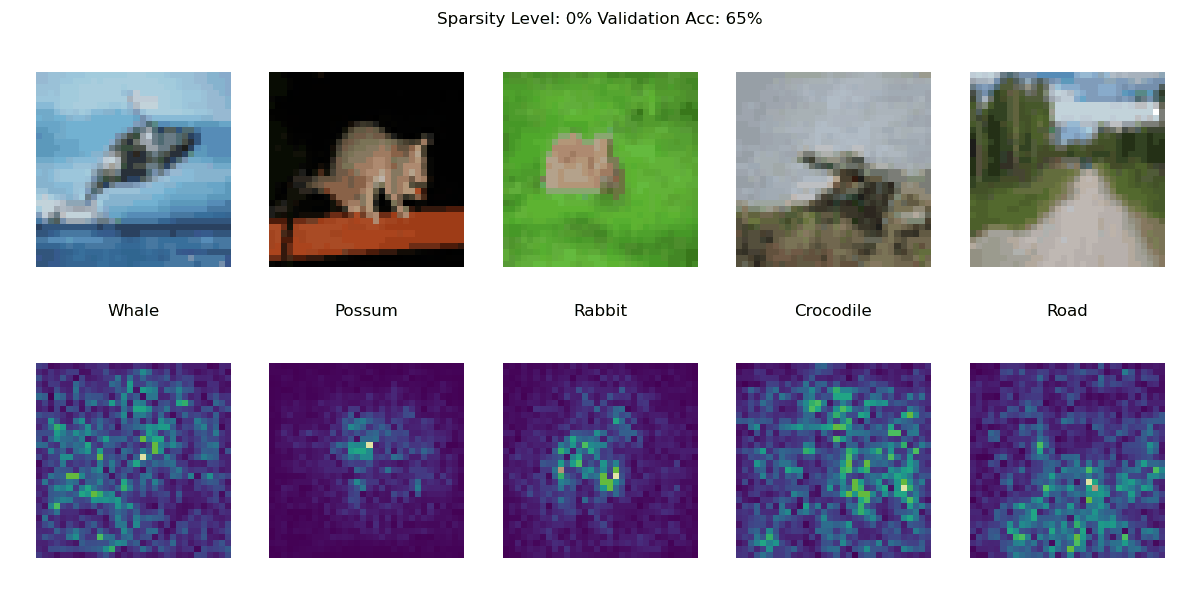 Sparsity Level: 0% Validation Acc: 65%
Whale
Possum
Rabbit
Crocodile
Road